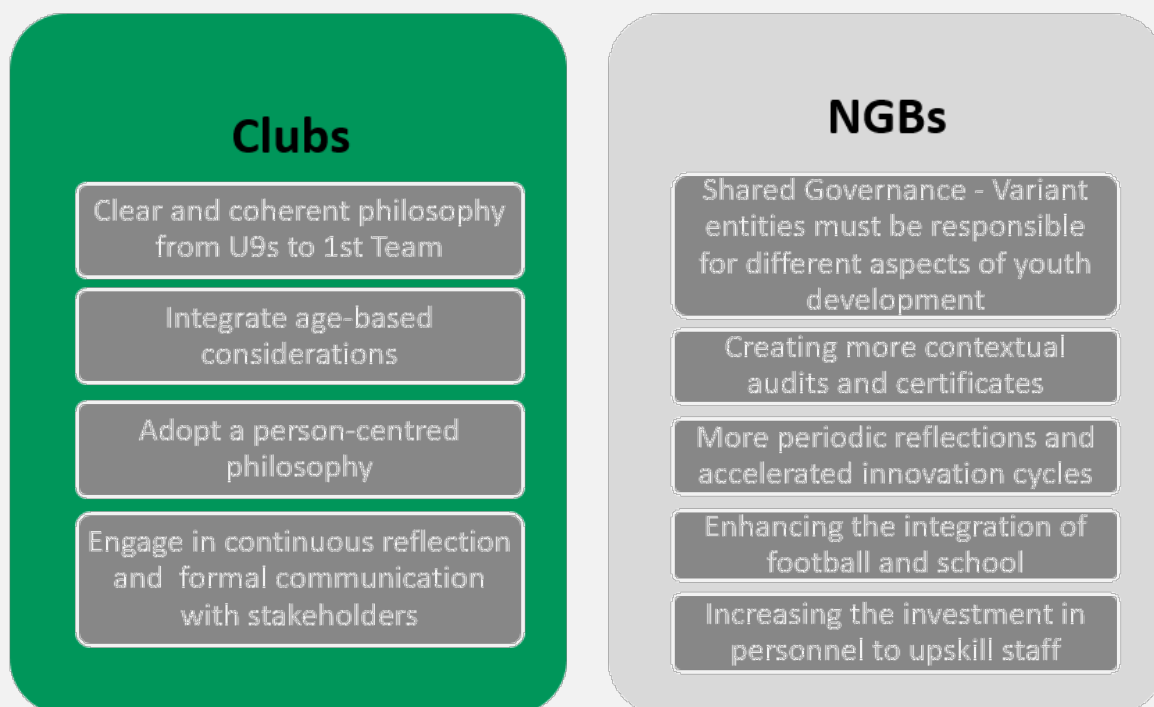 Clubs
Clear and coherent philosophy
from U9s to 1st Team
Integrate age-based
considerations
Adopt a person-centred
philosophy
Engage in continuous reflection
and formal communication
with stakeholders
NGBs
Shared Governance - Variant
entities must be responsible
for different aspects of youth
development
Creating more contextual
audits and certificates
More periodic reflections and
accelerated innovation cycles
Enhancing the integration of
football and school
Increasing the investment in
personnel to upskill staff